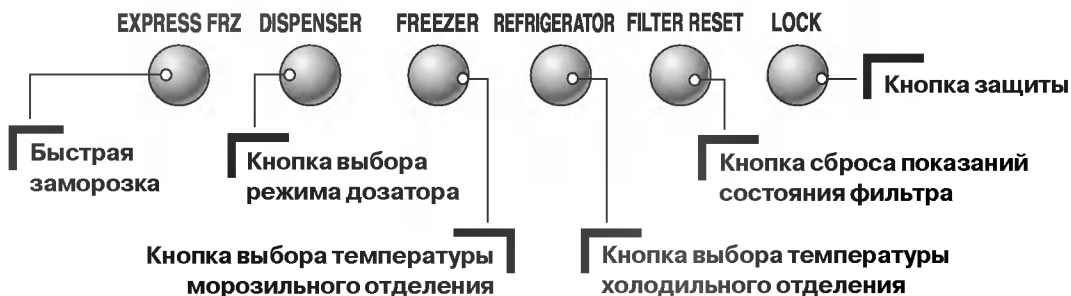 EXPRESS FRZ DISPENSER FREEZER REFRIGERATOR FILTER RESET LOCK
Кнопка защиты
Быстрая
заморозка
Кнопка выбора
режима дозатора
Кнопка сброса показаний
состояния фильтра
Кнопка выбора температуры
морозильного отделения
Кнопка выбора температуры
холодильного отделения